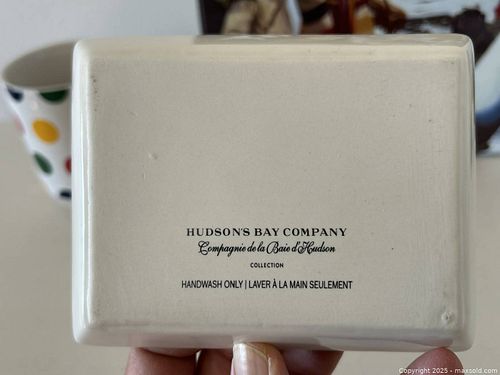 HUDSON'S BAY COMPANY
Compagnie de la Baie d'Hudson
COLLECTION
HANDWASH ONLY | LAVER À LA MAIN SEULEMENT
Copyright 2025 - maxsold.com